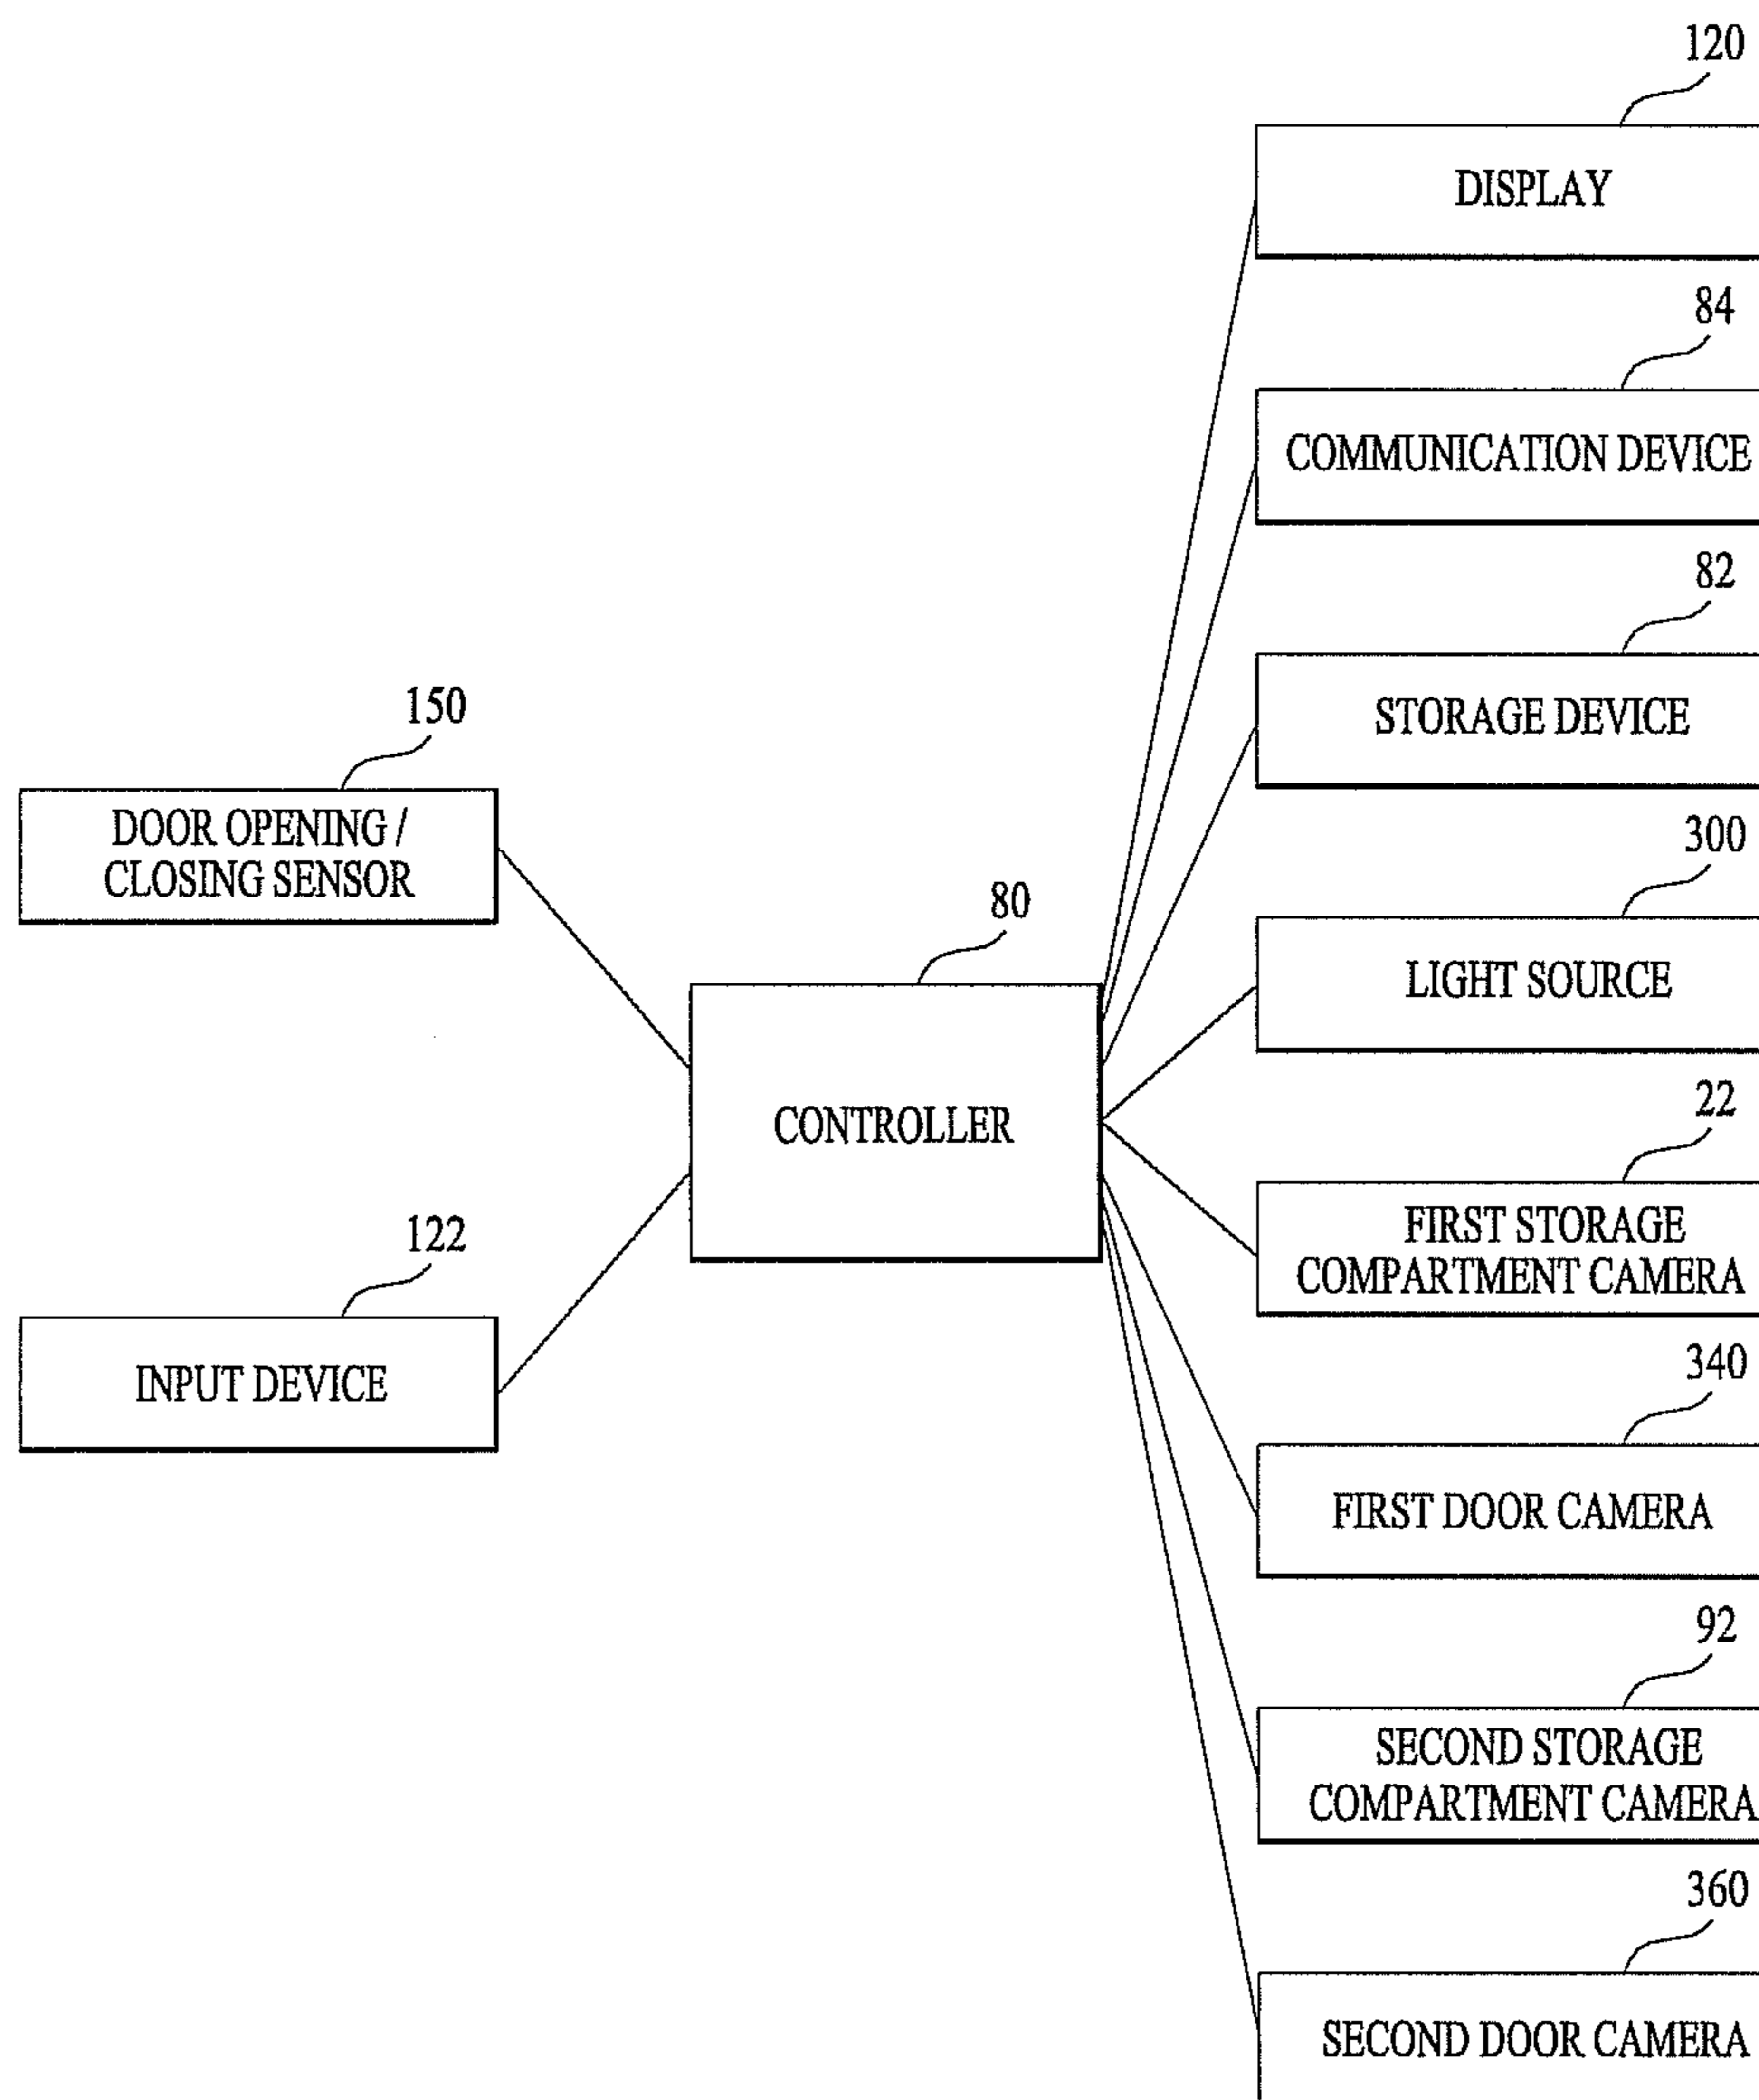 120
DISPLAY
84
COMMUNICATION DEVICE
82
STORAGE DEVICE
150
DOOR OPENING /
CLOSING SENSOR
300
LIGHT SOURCE
80
CONTROLLER
22
FIRST STORAGE
COMPARTMENT CAMERA
122
INPUT DEVICE
340
FIRST DOOR CAMERA
92
SECOND STORAGE
COMPARTMENT CAMERA
360
SECOND DOOR CAMERA